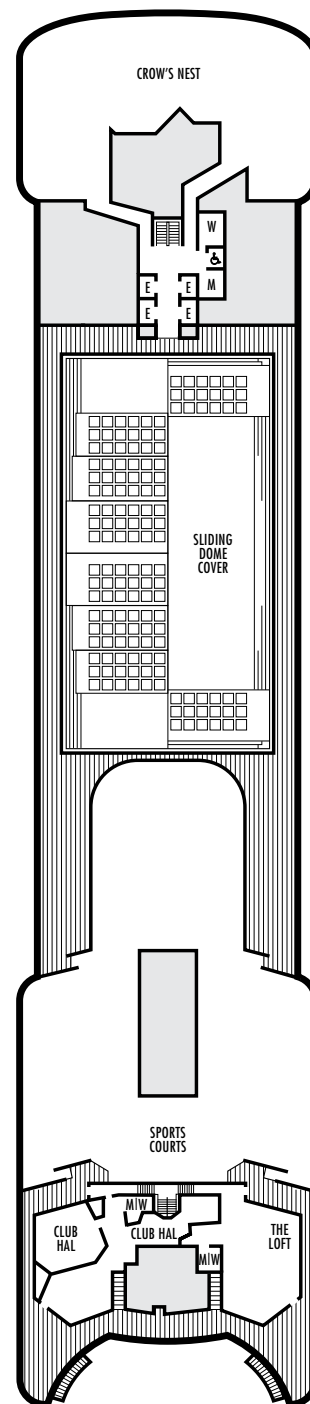 CROW'S NEST
W
M
E
E
E
E
SLIDING
DOME
COVER
SPORTS
COURTS
M|W
CLUB
HAL
CLUB HAL
THE
LOFT
M|W